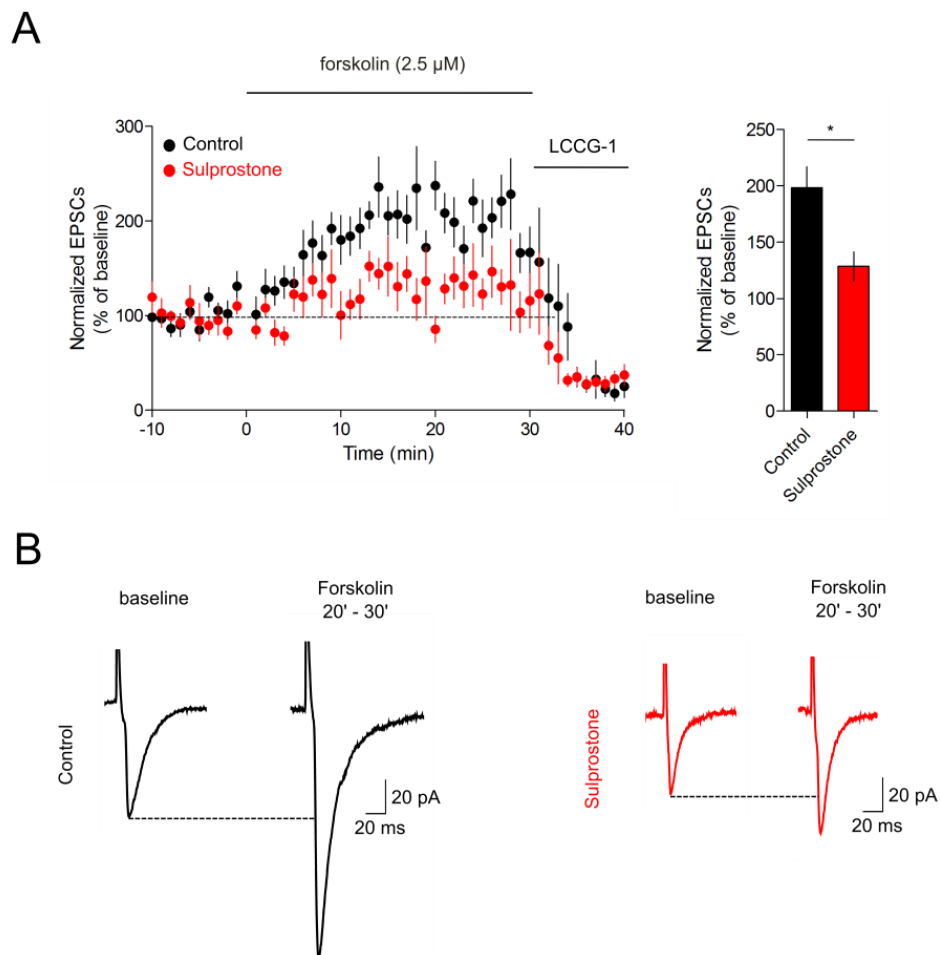 A
forskolin (2.5 µM)
300
Control
Sulprostone
LCCG-1
200
100
0
Normalized EPSCs
(% of baseline)
-10
0
10
20
30
40
Time (min)
250
*
200
150
100
50
0
Normalized EPSCs
(% of baseline)
Control
Sulprostone
B
baseline
Forskolin
20' - 30'
Control
20 pA
20 ms
baseline
Forskolin
20' - 30'
Sulprostone
20 pA
20 ms